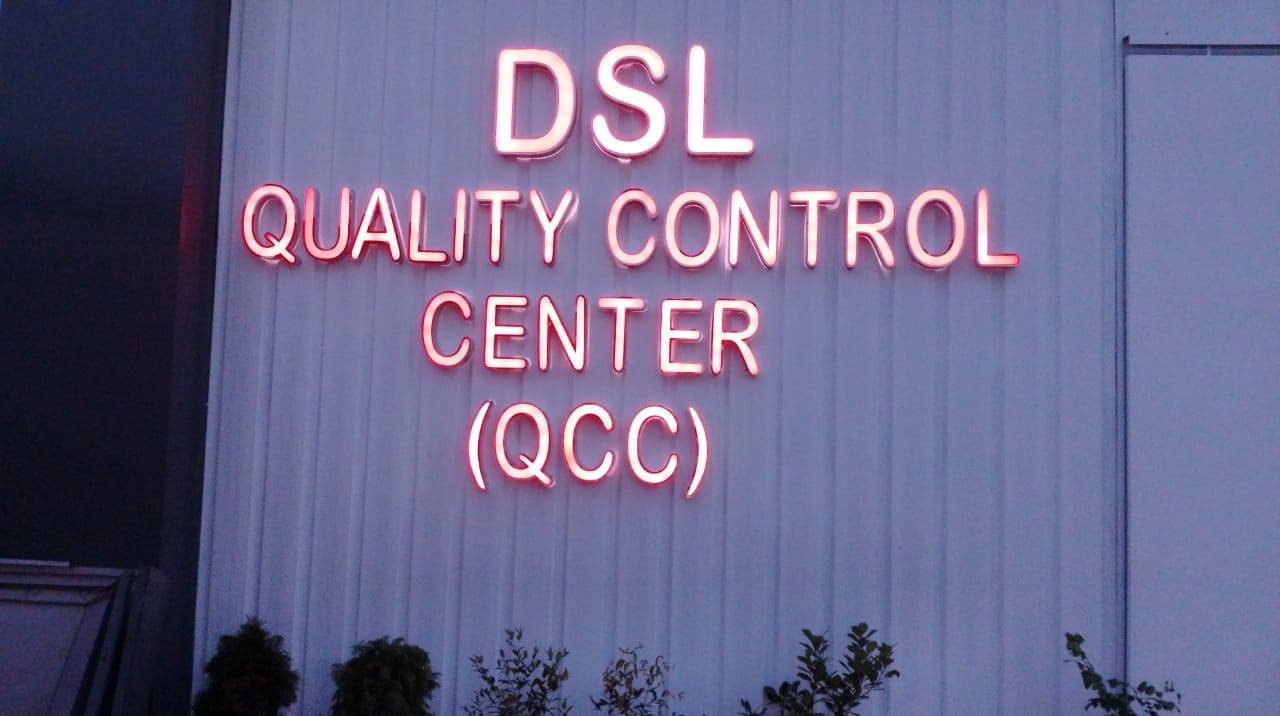 DSL
QUALITY CONTROL
CENTER
(QCC)